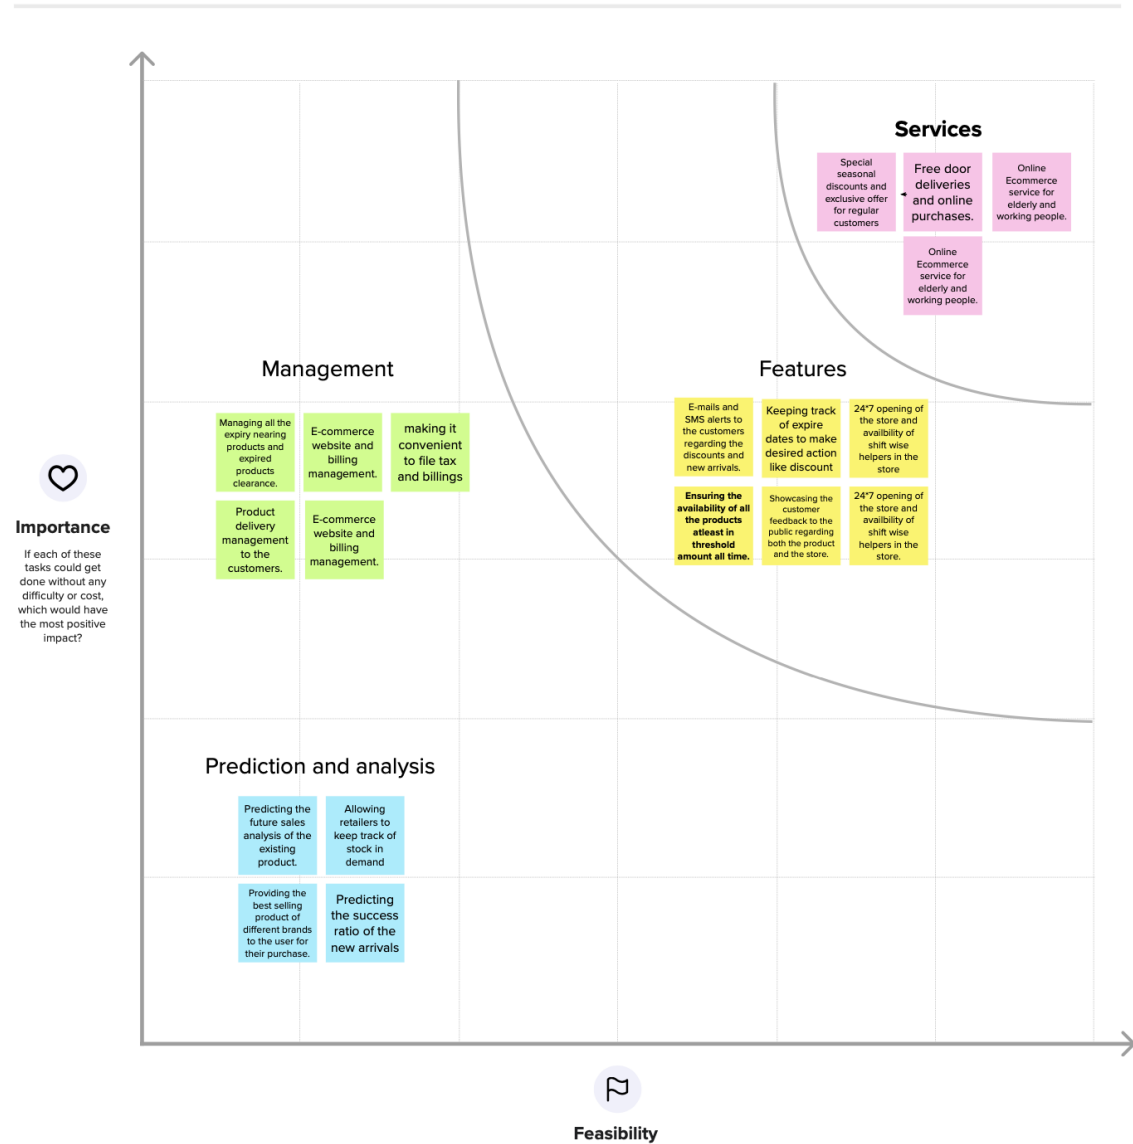 Services
Special
seasonal
discounts and
exclusive offer
for regular
customers
Free door
deliveries
and online
purchases.
Online
Ecommerce
service for
elderly and
working people.
Online
Ecommerce
service for
elderly and
working people.
Management
Managing all the
expiry nearing
products and
expired
products
clearance.
E-commerce
website and
billing
management.
making it
convenient
to file tax
and billings
Product
delivery
management
to the
customers.
E-commerce
website and
billing
management.
Features
E-mails and
SMS alerts to
the customers
regarding the
discounts and
new arrivals.
Keeping track
of expire
dates to make
desired action
like discount
24*7 opening of
the store and
availbility of
shift wise
helpers in the
store
Ensuring the
availability of all
the products
atleast in
threshold
amount all time.
Showcasing the
customer
feedback to the
public regarding
both the product
and the store.
24*7 opening of
the store and
availbility of
shift wise
helpers in the
store.
Importance
If each of these
tasks could get
done without any
difficulty or cost,
which would have
the most positive
impact?
Prediction and analysis
Predicting the
future sales
analysis of the
existing
product.
Allowing
retailers to
keep track of
stock in
demand
Providing the
best selling
product of
different brands
to the user for
their purchase.
Predicting
the success
ratio of the
new arrivals
Feasibility